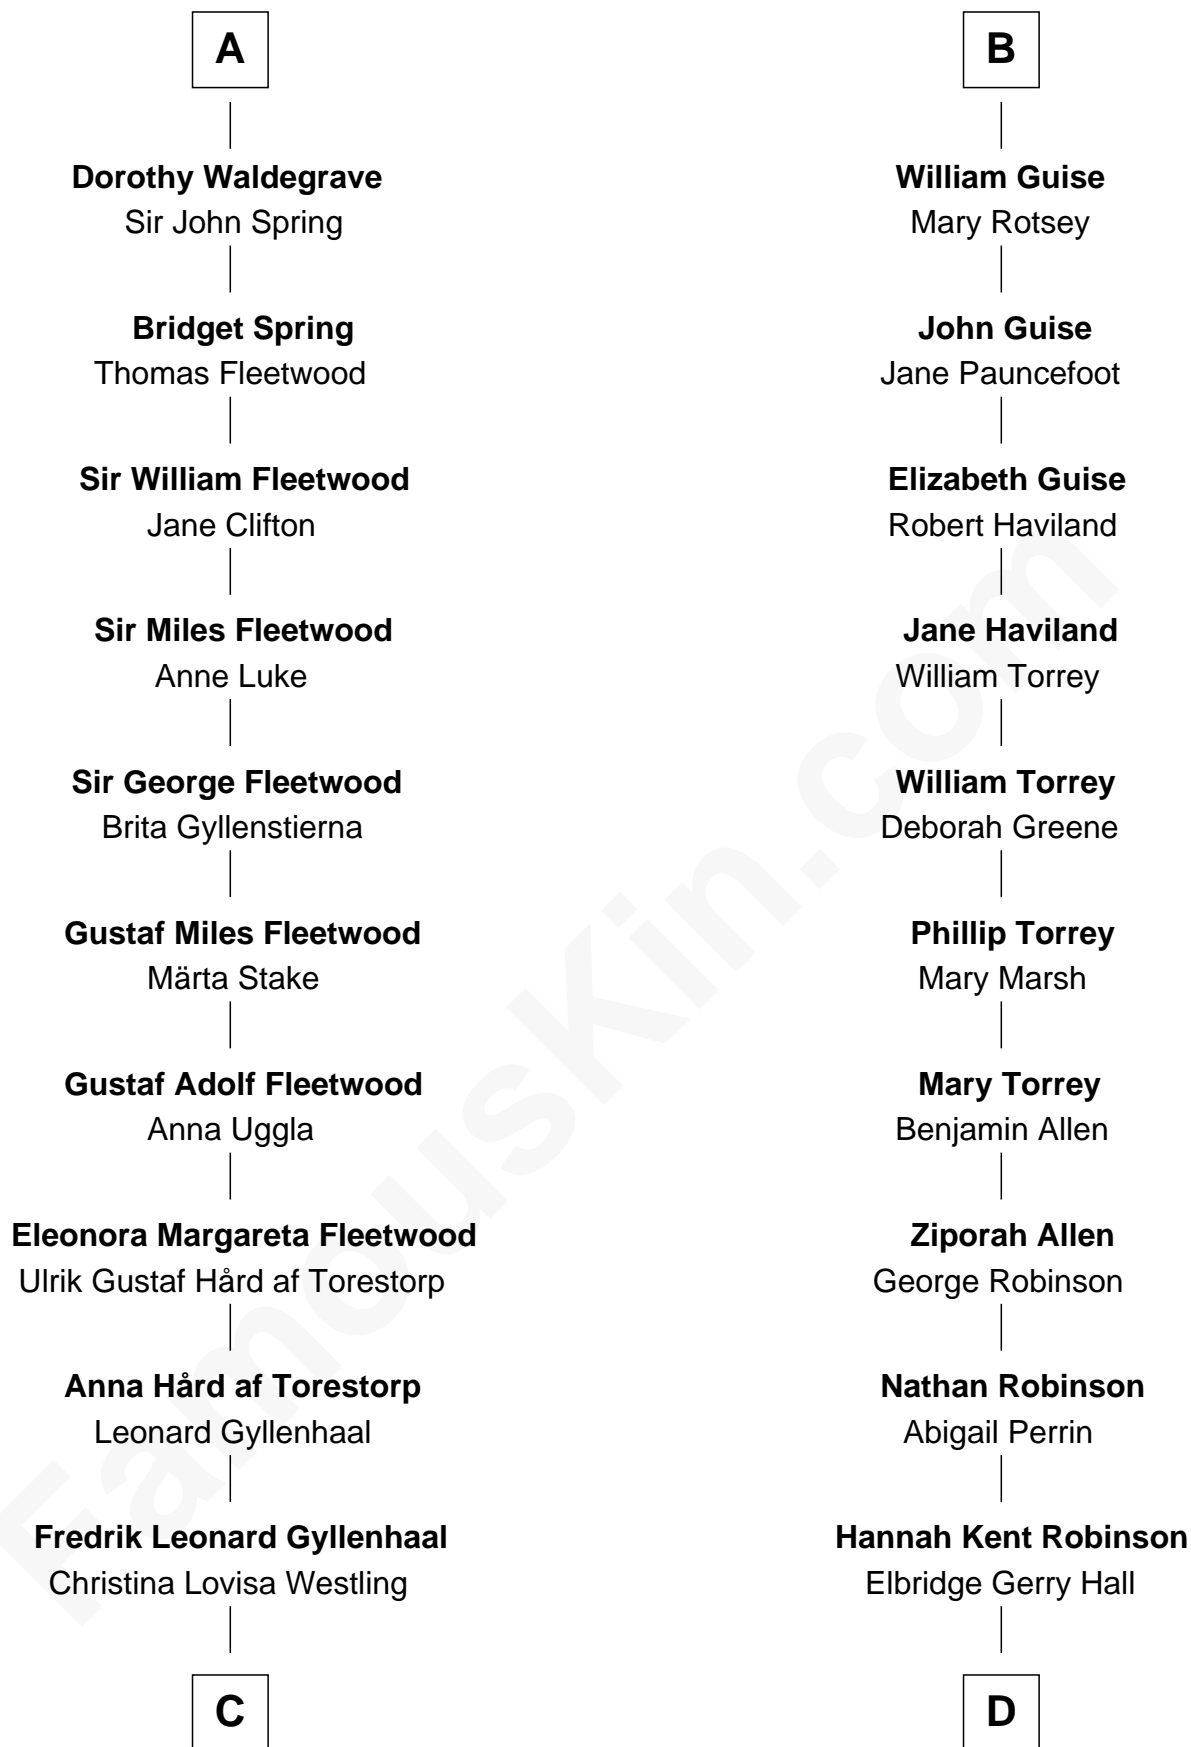 A
Dorothy Waldegrave
Sir John Spring
Bridget Spring
Thomas Fleetwood
Sir William Fleetwood
Jane Clifton
Sir Miles Fleetwood
Anne Luke
Sir George Fleetwood
Brita Gyllenstierna
Gustaf Miles Fleetwood
Märta Stake
Gustaf Adolf Fleetwood
Anna Uggla
Eleonora Margareta Fleetwood
Ulrik Gustaf Hård af Torestorp
Anna Hård af Torestorp
Leonard Gyllenhaal
Fredrik Leonard Gyllenhaal
Christina Lovisa Westling
C
B
William Guise
Mary Rotsey
John Guise
Jane Pauncefoot
Elizabeth Guise
Robert Haviland
Jane Haviland
William Torrey
William Torrey
Deborah Greene
Phillip Torrey
Mary Marsh
Mary Torrey
Benjamin Allen
Ziporah Allen
George Robinson
Nathan Robinson
Abigail Perrin
Hannah Kent Robinson
Elbridge Gerry Hall
D
FamousKin.com